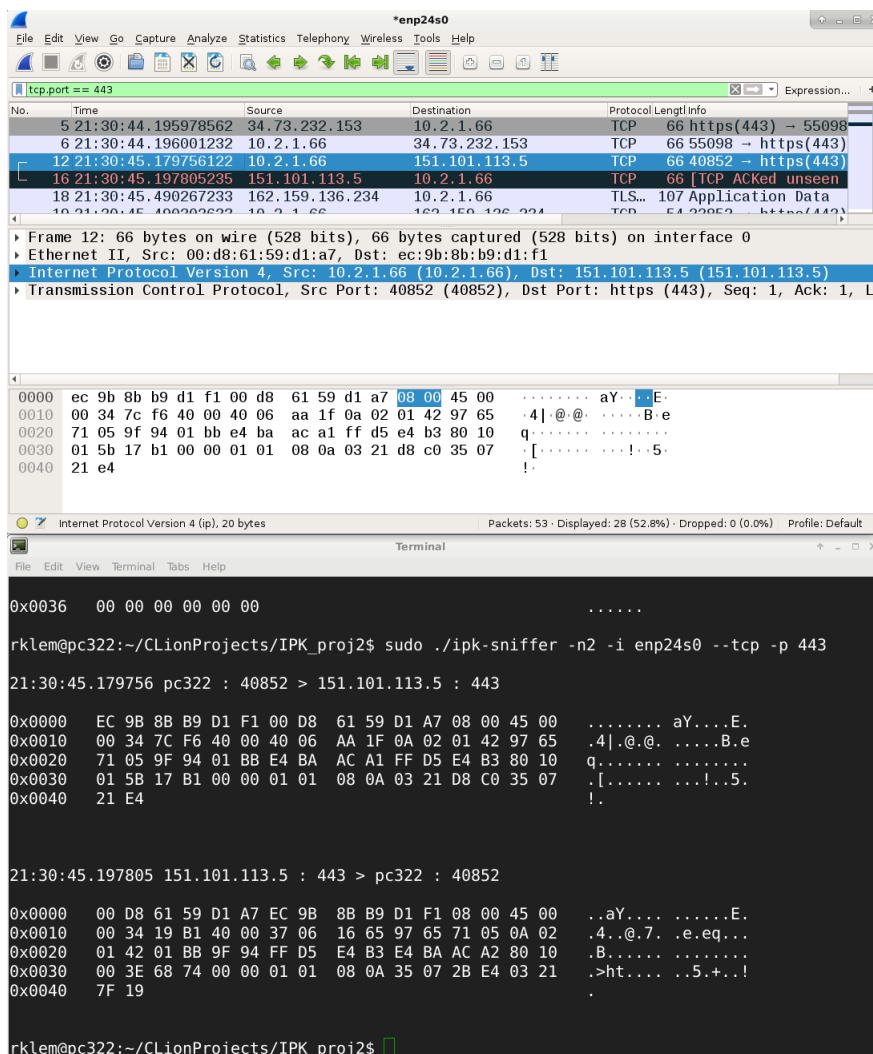 *enp24s0
File Edit View Go Capture Analyze Statistics Telephony Wireless Tools Help
tcp.port == 443 Expression... +
No. Time Source Destination Protocol Lengtl Info
5 21:30:44.195978562 34.73.232.153 10.2.1.66 TCP 66 https(443) → 55098
6 21:30:44.196001232 10.2.1.66 34.73.232.153 TCP 66 55098 → https(443)
12 21:30:45.179756122 10.2.1.66 151.101.113.5 TCP 66 40852 → https(443)
16 21:30:45.197805235 151.101.113.5 10.2.1.66 TCP 66 [TCP ACKed unseen
18 21:30:45.490267233 162.159.136.234 10.2.1.66 TLS… 107 Application Data
Frame 12: 66 bytes on wire (528 bits), 66 bytes captured (528 bits) on interface 0
Ethernet II, Src: 00:d8:61:59:d1:a7, Dst: ec:9b:8b:b9:d1:f1
Internet Protocol Version 4, Src: 10.2.1.66 (10.2.1.66), Dst: 151.101.113.5 (151.101.113.5)
Transmission Control Protocol, Src Port: 40852 (40852), Dst Port: https (443), Seq: 1, Ack: 1, L
0000 ec 9b 8b b9 d1 f1 00 d8 61 59 d1 a7 08 00 45 00 ········ aY····E·
0010 00 34 7c f6 40 00 40 06 aa 1f 0a 02 01 42 97 65 ·4|·@·@· ·····B·e
0020 71 05 9f 94 01 bb e4 ba ac a1 ff d5 e4 b3 80 10 q······· ········
0030 01 5b 17 b1 00 00 01 01 08 0a 03 21 d8 c0 35 07 ·[······ ···!··5·
0040 21 e4 !·
Internet Protocol Version 4 (ip), 20 bytes Packets: 53 · Displayed: 28 (52.8%) · Dropped: 0 (0.0%) Profile: Default
Terminal
File Edit View Terminal Tabs Help
0x0036 00 00 00 00 00 00 ......
rklem@pc322:~/CLionProjects/IPK_proj2$ sudo ./ipk-sniffer -n2 -i enp24s0 --tcp -p 443
21:30:45.179756 pc322 : 40852 > 151.101.113.5 : 443
0x0000 EC 9B 8B B9 D1 F1 00 D8 61 59 D1 A7 08 00 45 00 ........ aY....E.
0x0010 00 34 7C F6 40 00 40 06 AA 1F 0A 02 01 42 97 65 .4|.@.@. .....B.e
0x0020 71 05 9F 94 01 BB E4 BA AC A1 FF D5 E4 B3 80 10 q....... ........
0x0030 01 5B 17 B1 00 00 01 01 08 0A 03 21 D8 C0 35 07 .[...... ...!..5.
0x0040 21 E4 !.
21:30:45.197805 151.101.113.5 : 443 > pc322 : 40852
0x0000 00 D8 61 59 D1 A7 EC 9B 8B B9 D1 F1 08 00 45 00 ..aY.... ......E.
0x0010 00 34 19 B1 40 00 37 06 16 65 97 65 71 05 0A 02 .4..@.7. .e.eq...
0x0020 01 42 01 BB 9F 94 FF D5 E4 B3 E4 BA AC A2 80 10 .B...... ........
0x0030 00 3E 68 74 00 00 01 01 08 0A 35 07 2B E4 03 21 .>ht.... ..5.+..!
0x0040 7F 19 .
rklem@pc322:~/CLionProjects/IPK_proj2$